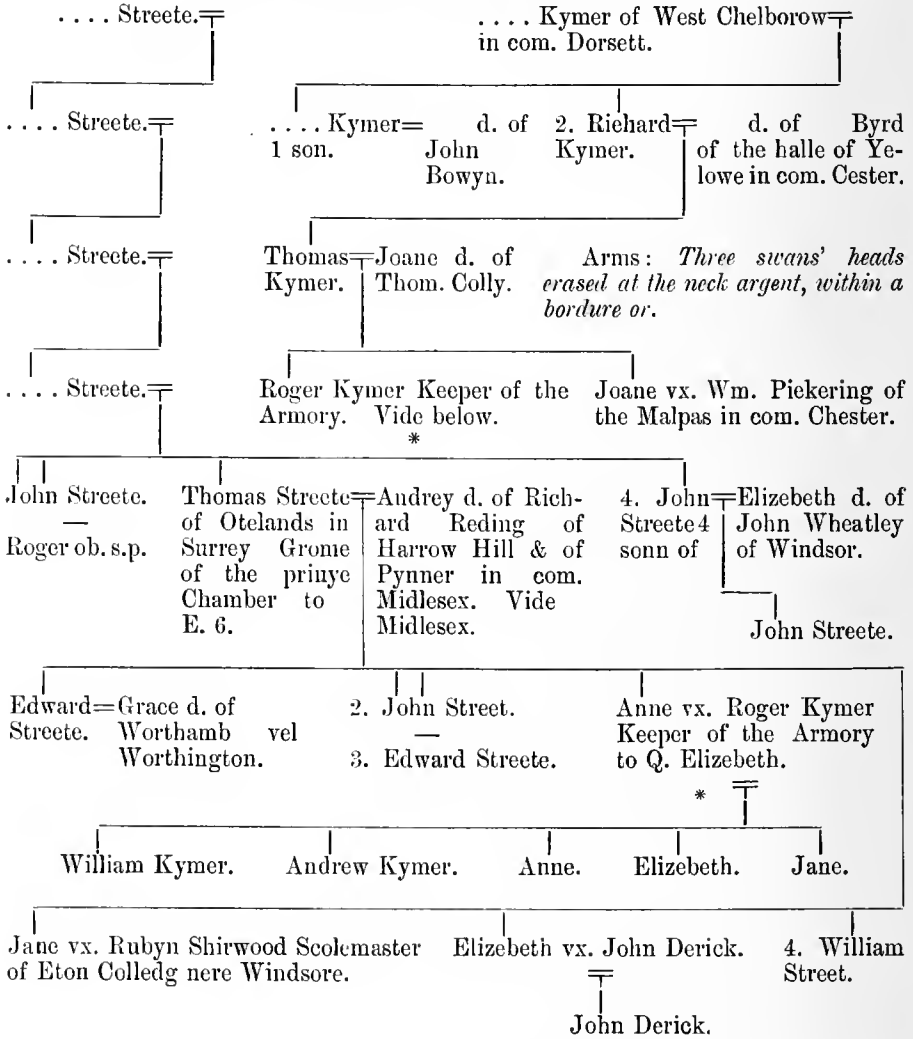 . . . . Streete.
. . . . Kymer of West Chelborow
in com. Dorsett.
. . . . Streete.
. . . . Kymer=
1 son.
d. of
John
Bowyn.
2. Richard
Kymer.
d. of Byrd
of the halle of Ye-
lowe in com. Cester.
. . . . Streete.
Thomas
Kymer.
Joane d. of
Thom. Colly.
Arms: Three swans' heads
erased at the neck argent, within a
bordure or.
. . . . Streete.
Roger Kymer Keeper of the
Armory. Vide below.
*
Joane vx. Wm. Pickering of
the Malpas in com. Chester.
John Streete.
—
Roger ob. s.p.
Thomas Streete
of Otelands in
Surrey Grome
of the priuye
Chamber to
E. 6.
Andrey d. of Rich-
ard Reding of
Harrow Hill & of
Pynner in com.
Midlesex. Vide
Midlesex.
4. John
Streete 4
sonn of
Elizebeth d. of
John Wheatley
of Windsor.
John Streete.
Edward=
Streete.
Grace d. of
Worthamb vel
Worthington.
2. John Street.
—
3. Edward Streete.
Anne vx. Roger Kymer
Keeper of the Armory
to Q. Elizebeth.
*
William Kymer.
Andrew Kymer.
Anne.
Elizebeth.
Jane.
Jane vx. Rubyn Shirwood Scolemaster
of Eton Colledg nere Windsore.
Elizebeth vx. John Derick.
4. William
Street.
John Derick.